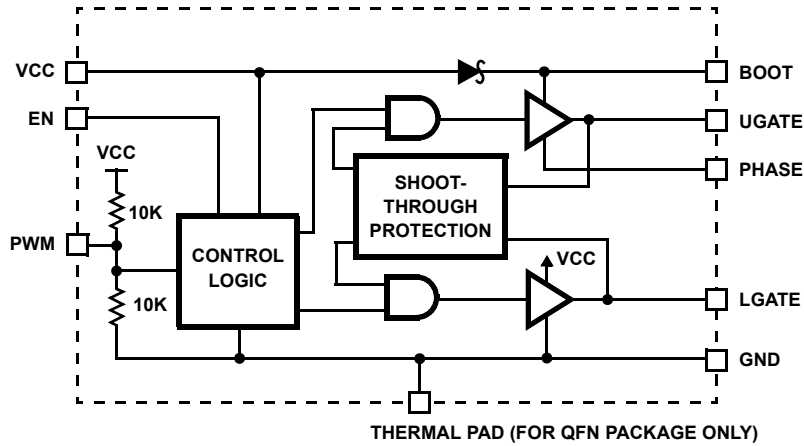 VCC
BOOT
EN
UGATE
VCC
PHASE
10K
SHOOT-
THROUGH
PROTECTION
PWM
CONTROL
LOGIC
VCC
10K
LGATE
GND
THERMAL PAD (FOR QFN PACKAGE ONLY)